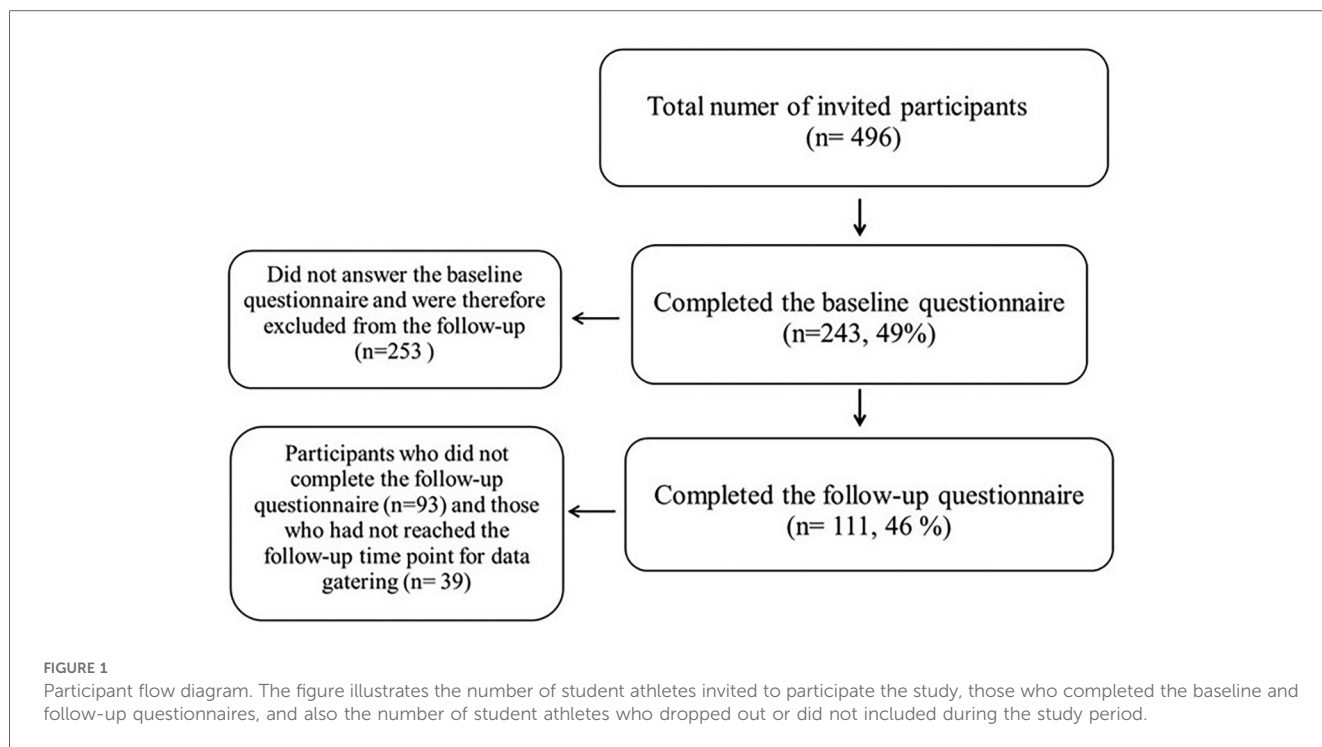 Total numer of invited participants
(n= 496)
Did not answer the baseline
questionnaire and were therefore
excluded from the follow-up
(n=253 )
Completed the baseline questionnaire
(n=243, 49%)
Participants who did not
complete the follow-up
questionnaire (n=93) and those
who had not reached the
follow-up time point for data
gatering (n= 39)
Completed the follow-up questionnaire
(n= 111, 46 %)
FIGURE 1
Participant flow diagram. The figure illustrates the number of student athletes invited to participate the study, those who completed the baseline and
follow-up questionnaires, and also the number of student athletes who dropped out or did not included during the study period.